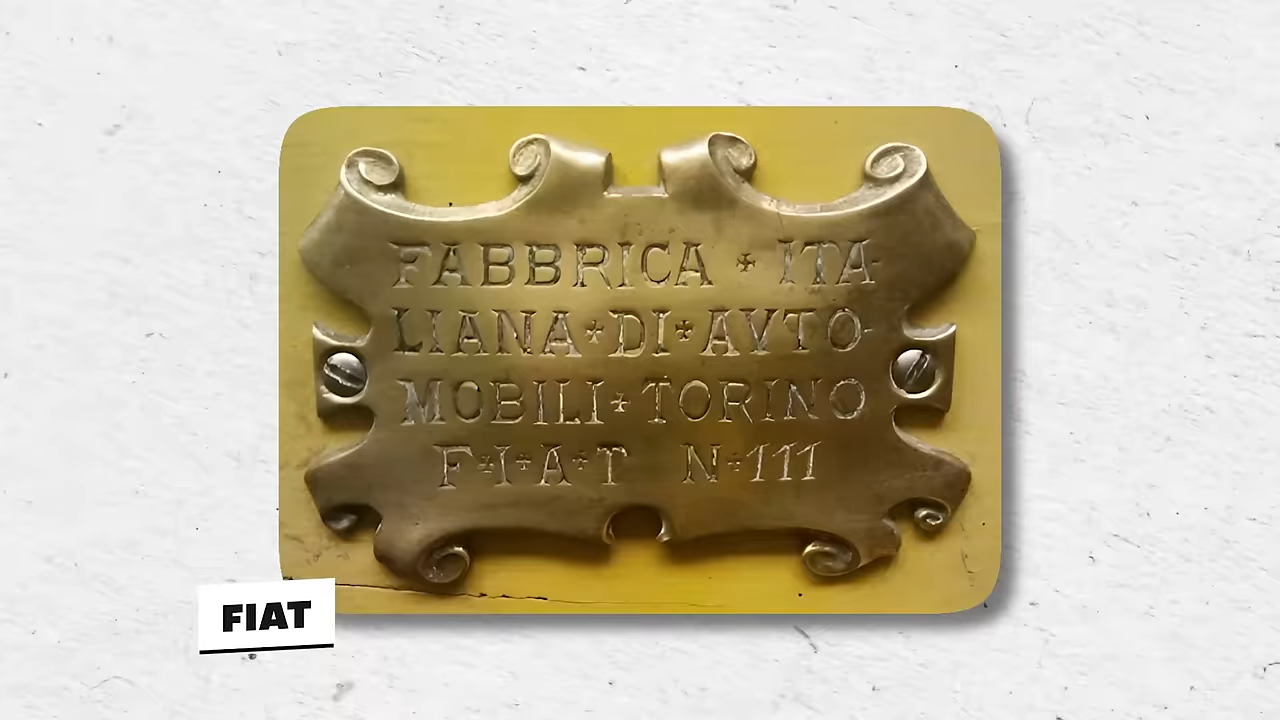 FABBRICA + ITA-
LIANA+DI+AVTO-
MOBILI+TORINO
F+I+A+T N+111
FIAT